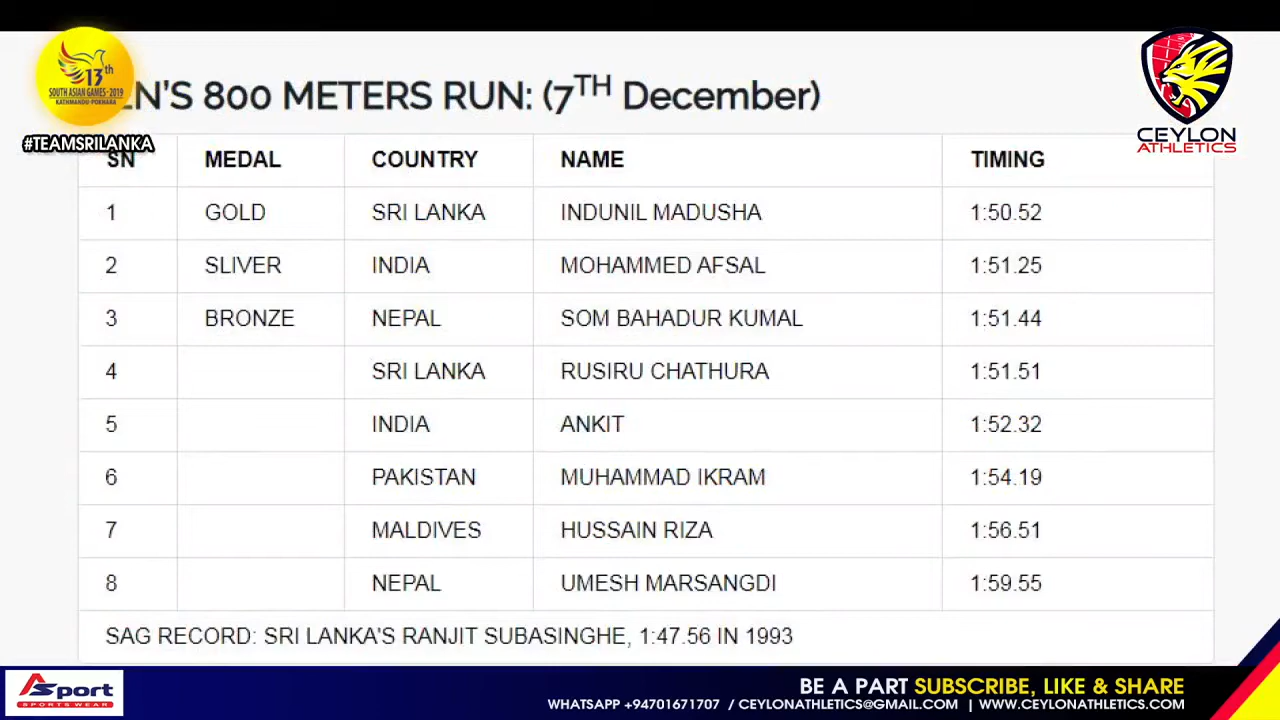 13th
SOUTH ASIAN GAMES - 2019
KATHMANDU-POKHARA
#TEAMSRILANKA
EN'S 800 METERS RUN: (7TH December)
CEYLON
ATHLETICS
SN MEDAL COUNTRY NAME TIMING
1 GOLD SRI LANKA INDUNIL MADUSHA 1:50.52
2 SLIVER INDIA MOHAMMED AFSAL 1:51.25
3 BRONZE NEPAL SOM BAHADUR KUMAL 1:51.44
4 SRI LANKA RUSIRU CHATHURA 1:51.51
5 INDIA ANKIT 1:52.32
6 PAKISTAN MUHAMMAD IKRAM 1:54.19
7 MALDIVES HUSSAIN RIZA 1:56.51
8 NEPAL UMESH MARSANGDI 1:59.55
SAG RECORD: SRI LANKA'S RANJIT SUBASINGHE, 1:47.56 IN 1993
Asport
SPORTS WEAR
BE A PART SUBSCRIBE, LIKE & SHARE
WHATSAPP +94701671707 / CEYLONATHLETICS@GMAIL.COM | WWW.CEYLONATHLETICS.COM